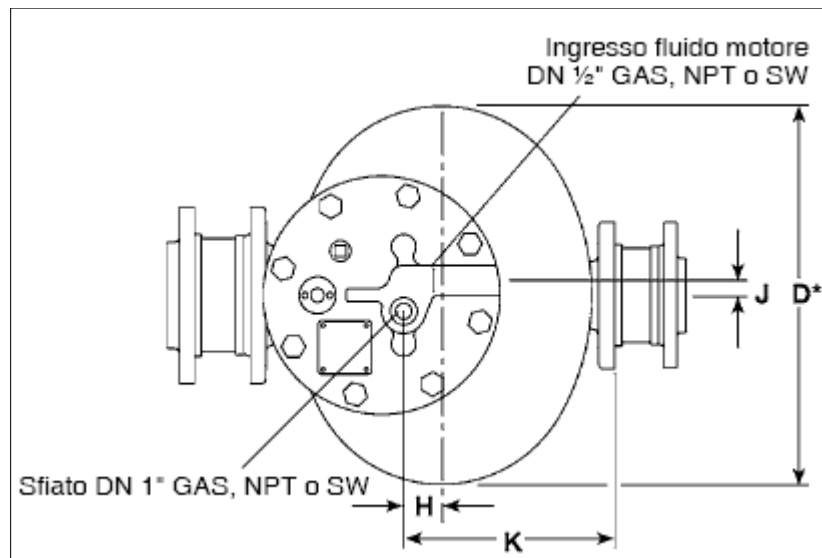 Ingresso fluido motore
DN ½" GAS, NPT o SW
J
D*
Sfiato DN 1" GAS, NPT o SW
H
K